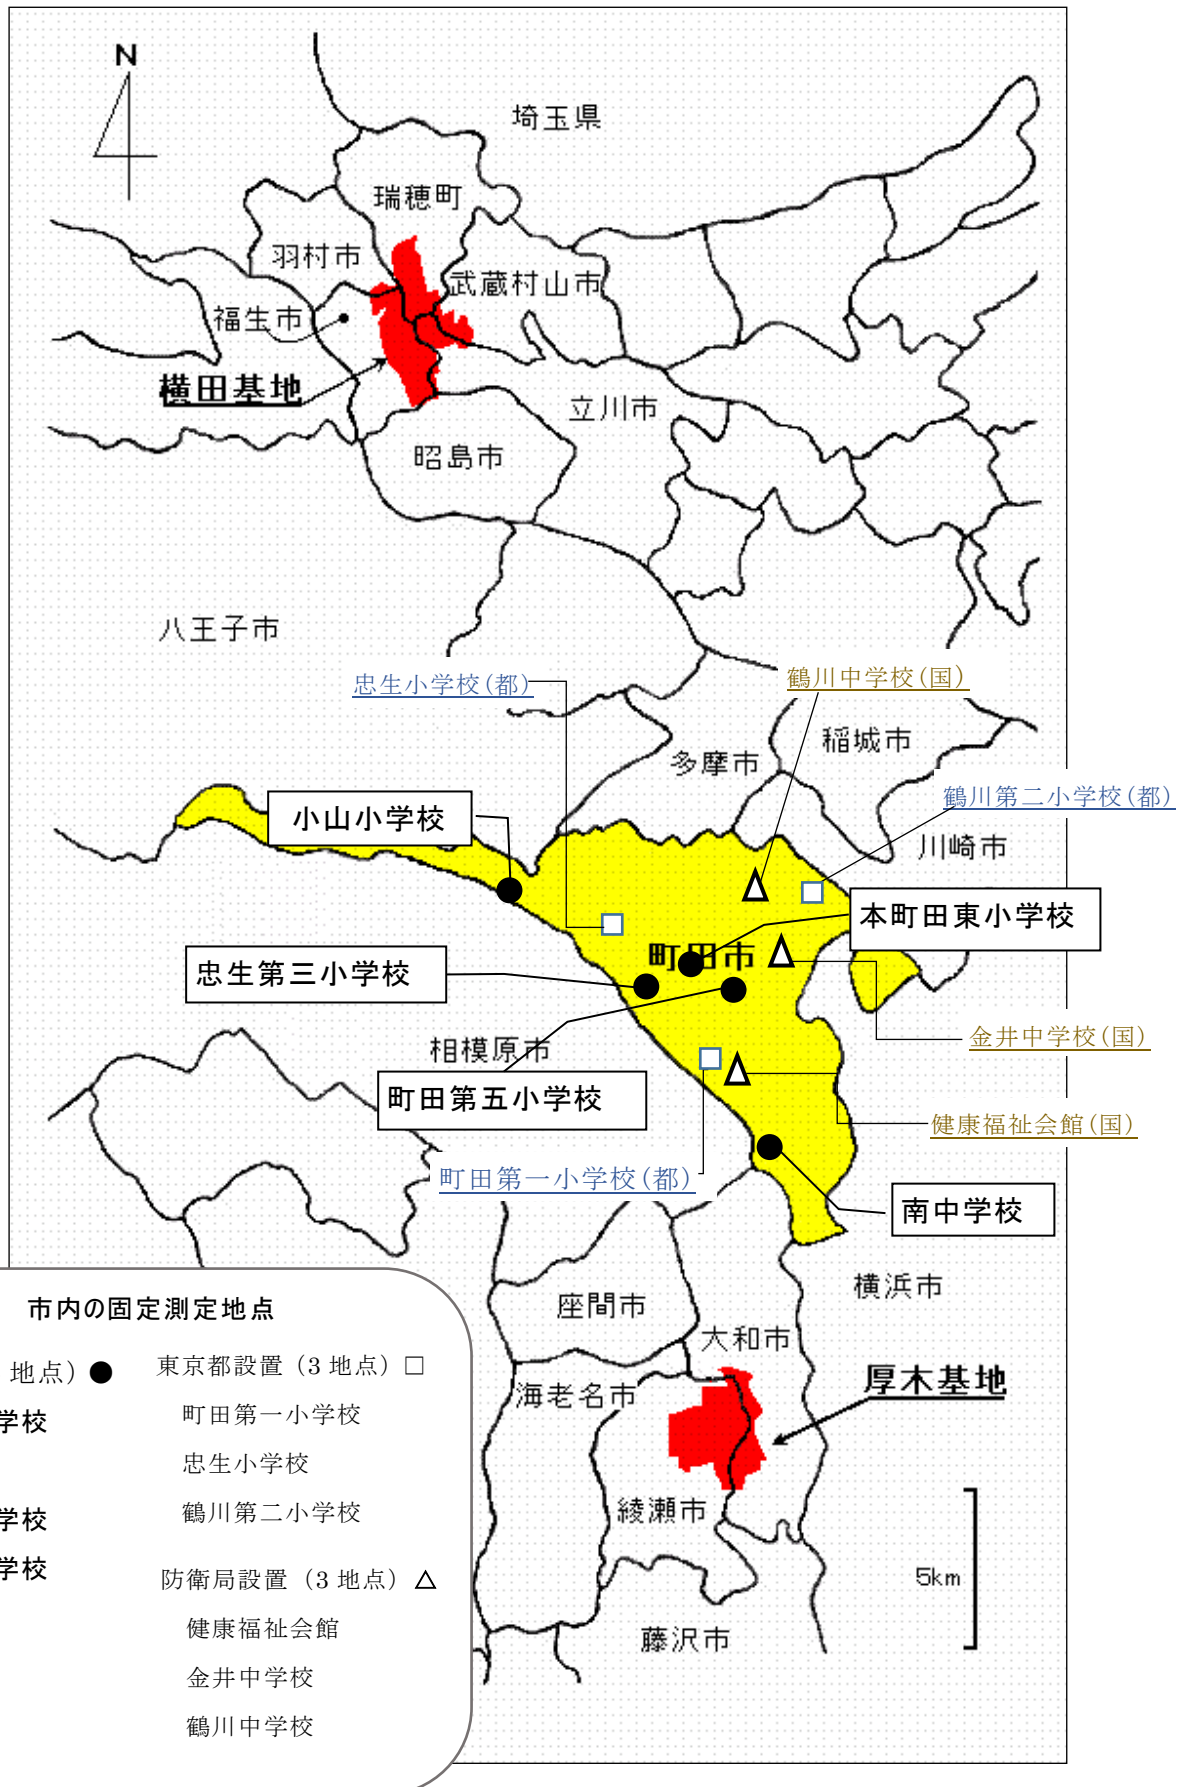 N
埼玉県
瑞穂町
羽村市
武蔵村山市
福生市
横田基地
立川市
昭島市
八王子市
忠生小学校(都)
鶴川中学校(国)
稲城市
多摩市
鶴川第二小学校(都)
小山小学校
川崎市
本町田東小学校
町田市
忠生第三小学校
金井中学校(国)
相模原市
町田第五小学校
健康福祉会館(国)
町田第一小学校(都)
南中学校
横浜市
座間市
大和市
厚木基地
海老名市
綾瀬市
5km
藤沢市
市内の固定測定地点
地点)●
学校
学校
学校
東京都設置(3地点)□
町田第一小学校
忠生小学校
鶴川第二小学校
防衛局設置(3地点)△
健康福祉会館
金井中学校
鶴川中学校